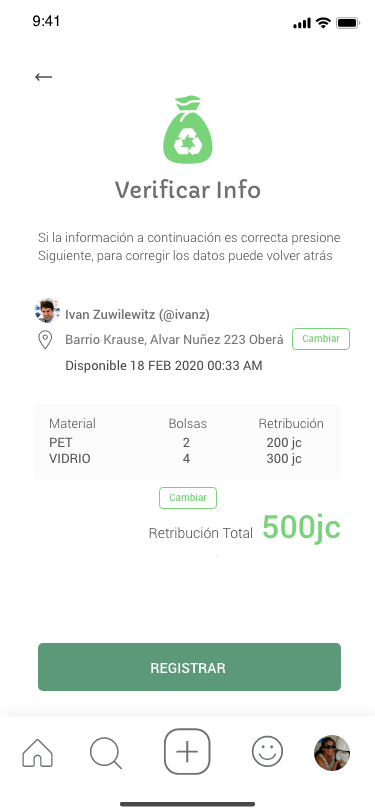 9:41
Verificar Info
Si la información a continuación es correcta presione
Siguiente, para corregir los datos puede volver atrás
Ivan Zuwilewitz (@ivanz)
Barrio Krause, Alvar Nuñez 223 Oberá Cambiar
Disponible 18 FEB 2020 00:33 AM
Material Bolsas Retribución
PET 2 200 jc
VIDRIO 4 300 jc
Cambiar
Retribución Total 500jc
REGISTRAR